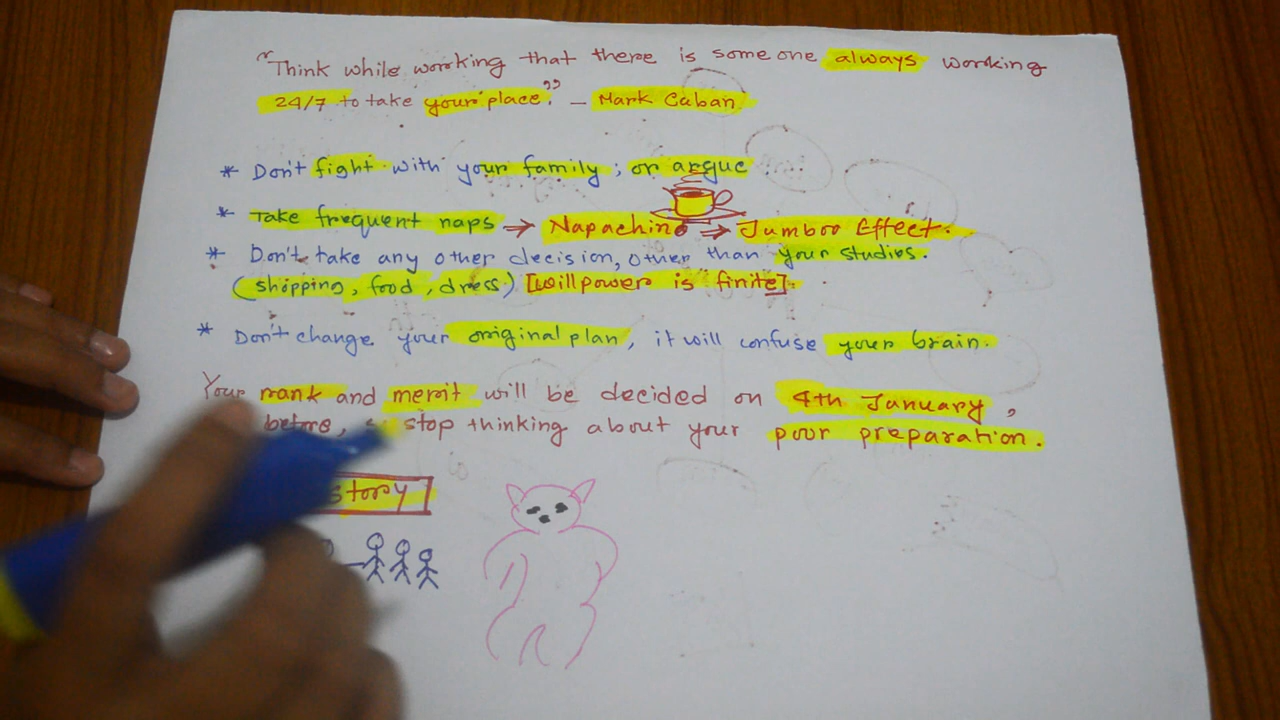 "Think while working that there is some one always working
24/7 to take your place." – Mark Cuban
* Don't fight with your family; or argue
* Take frequent naps → Napachino → Jumboo Effect.
* Don't take any other decision, other than your studies.
(shopping, food, dress) [willpower is finite].
* Don't change your original plan, it will confuse your brain.
Your rank and merit will be decided on 4th January,
before, stop thinking about your poor preparation.
story